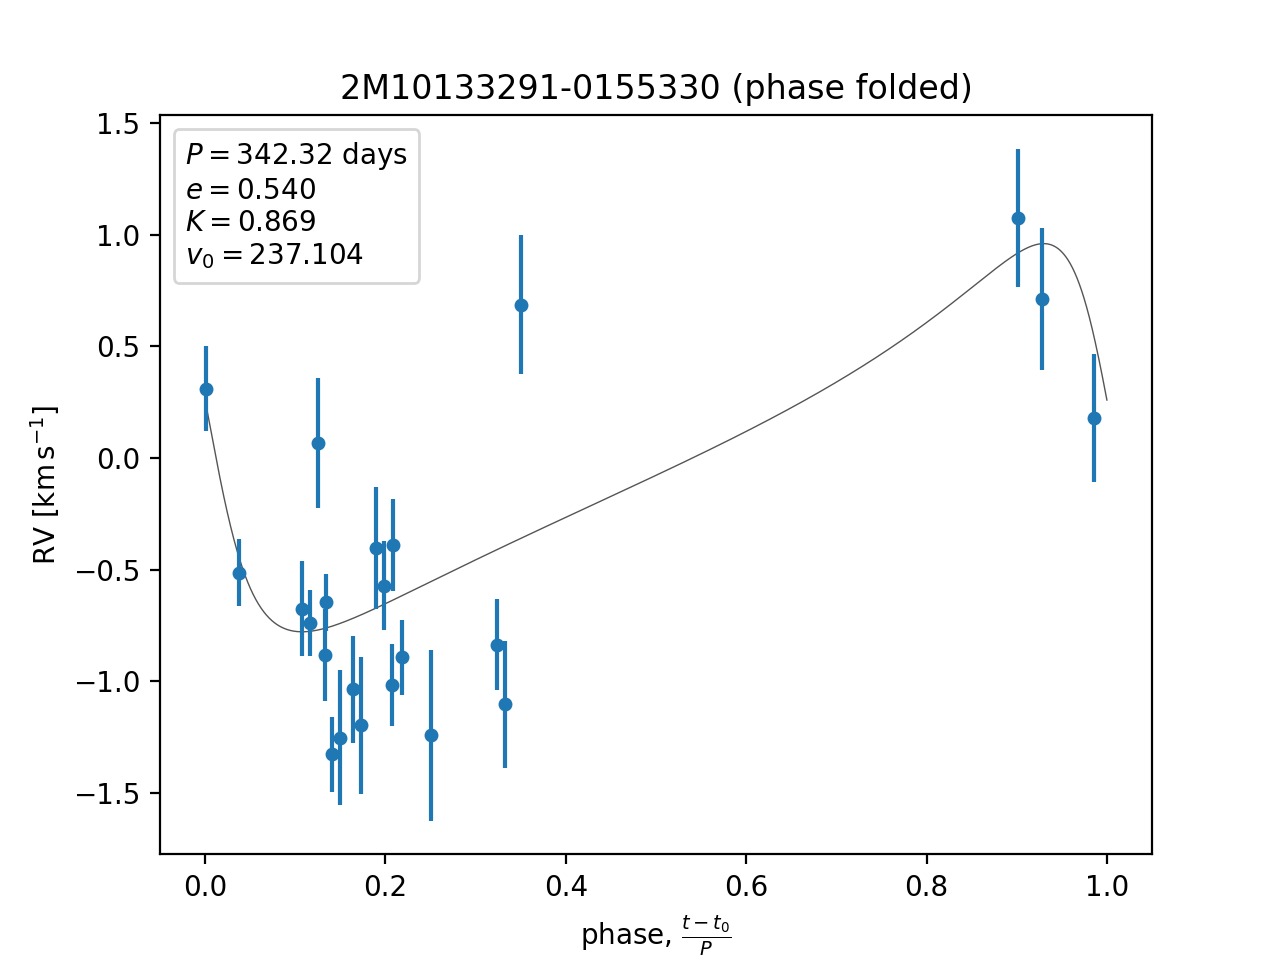 2M10133291-0155330 (phase folded)
P = 342.32 days
e = 0.540
K = 0.869
v₀ = 237.104
1.5
1.0
0.5
0.0
−0.5
−1.0
−1.5
RV [km s⁻¹]
0.0 0.2 0.4 0.6 0.8 1.0
phase, (t − t₀)/P